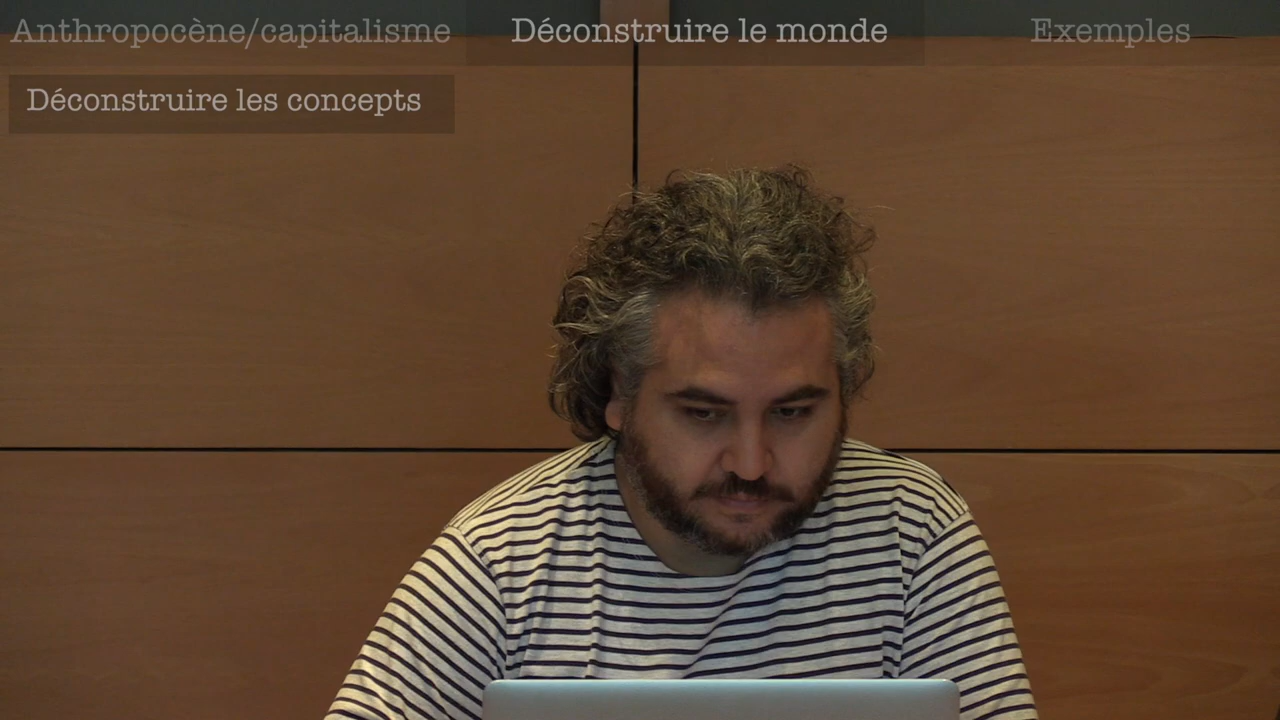 Anthropocène/capitalisme
Déconstruire le monde
Exemples
Déconstruire les concepts